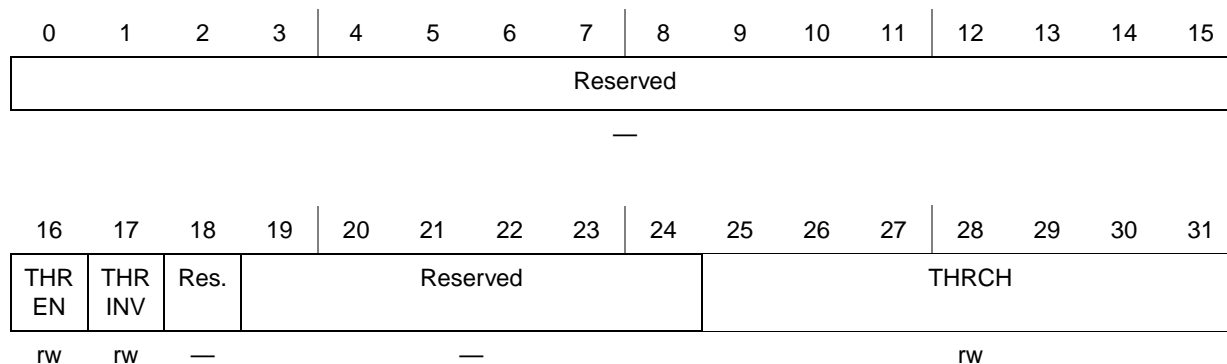 0 1 2 3 4 5 6 7 8 9 10 11 12 13 14 15
Reserved
—
16 17 18 19 20 21 22 23 24 25 26 27 28 29 30 31
THR EN THR INV Res. Reserved THRCH
rw rw — — rw